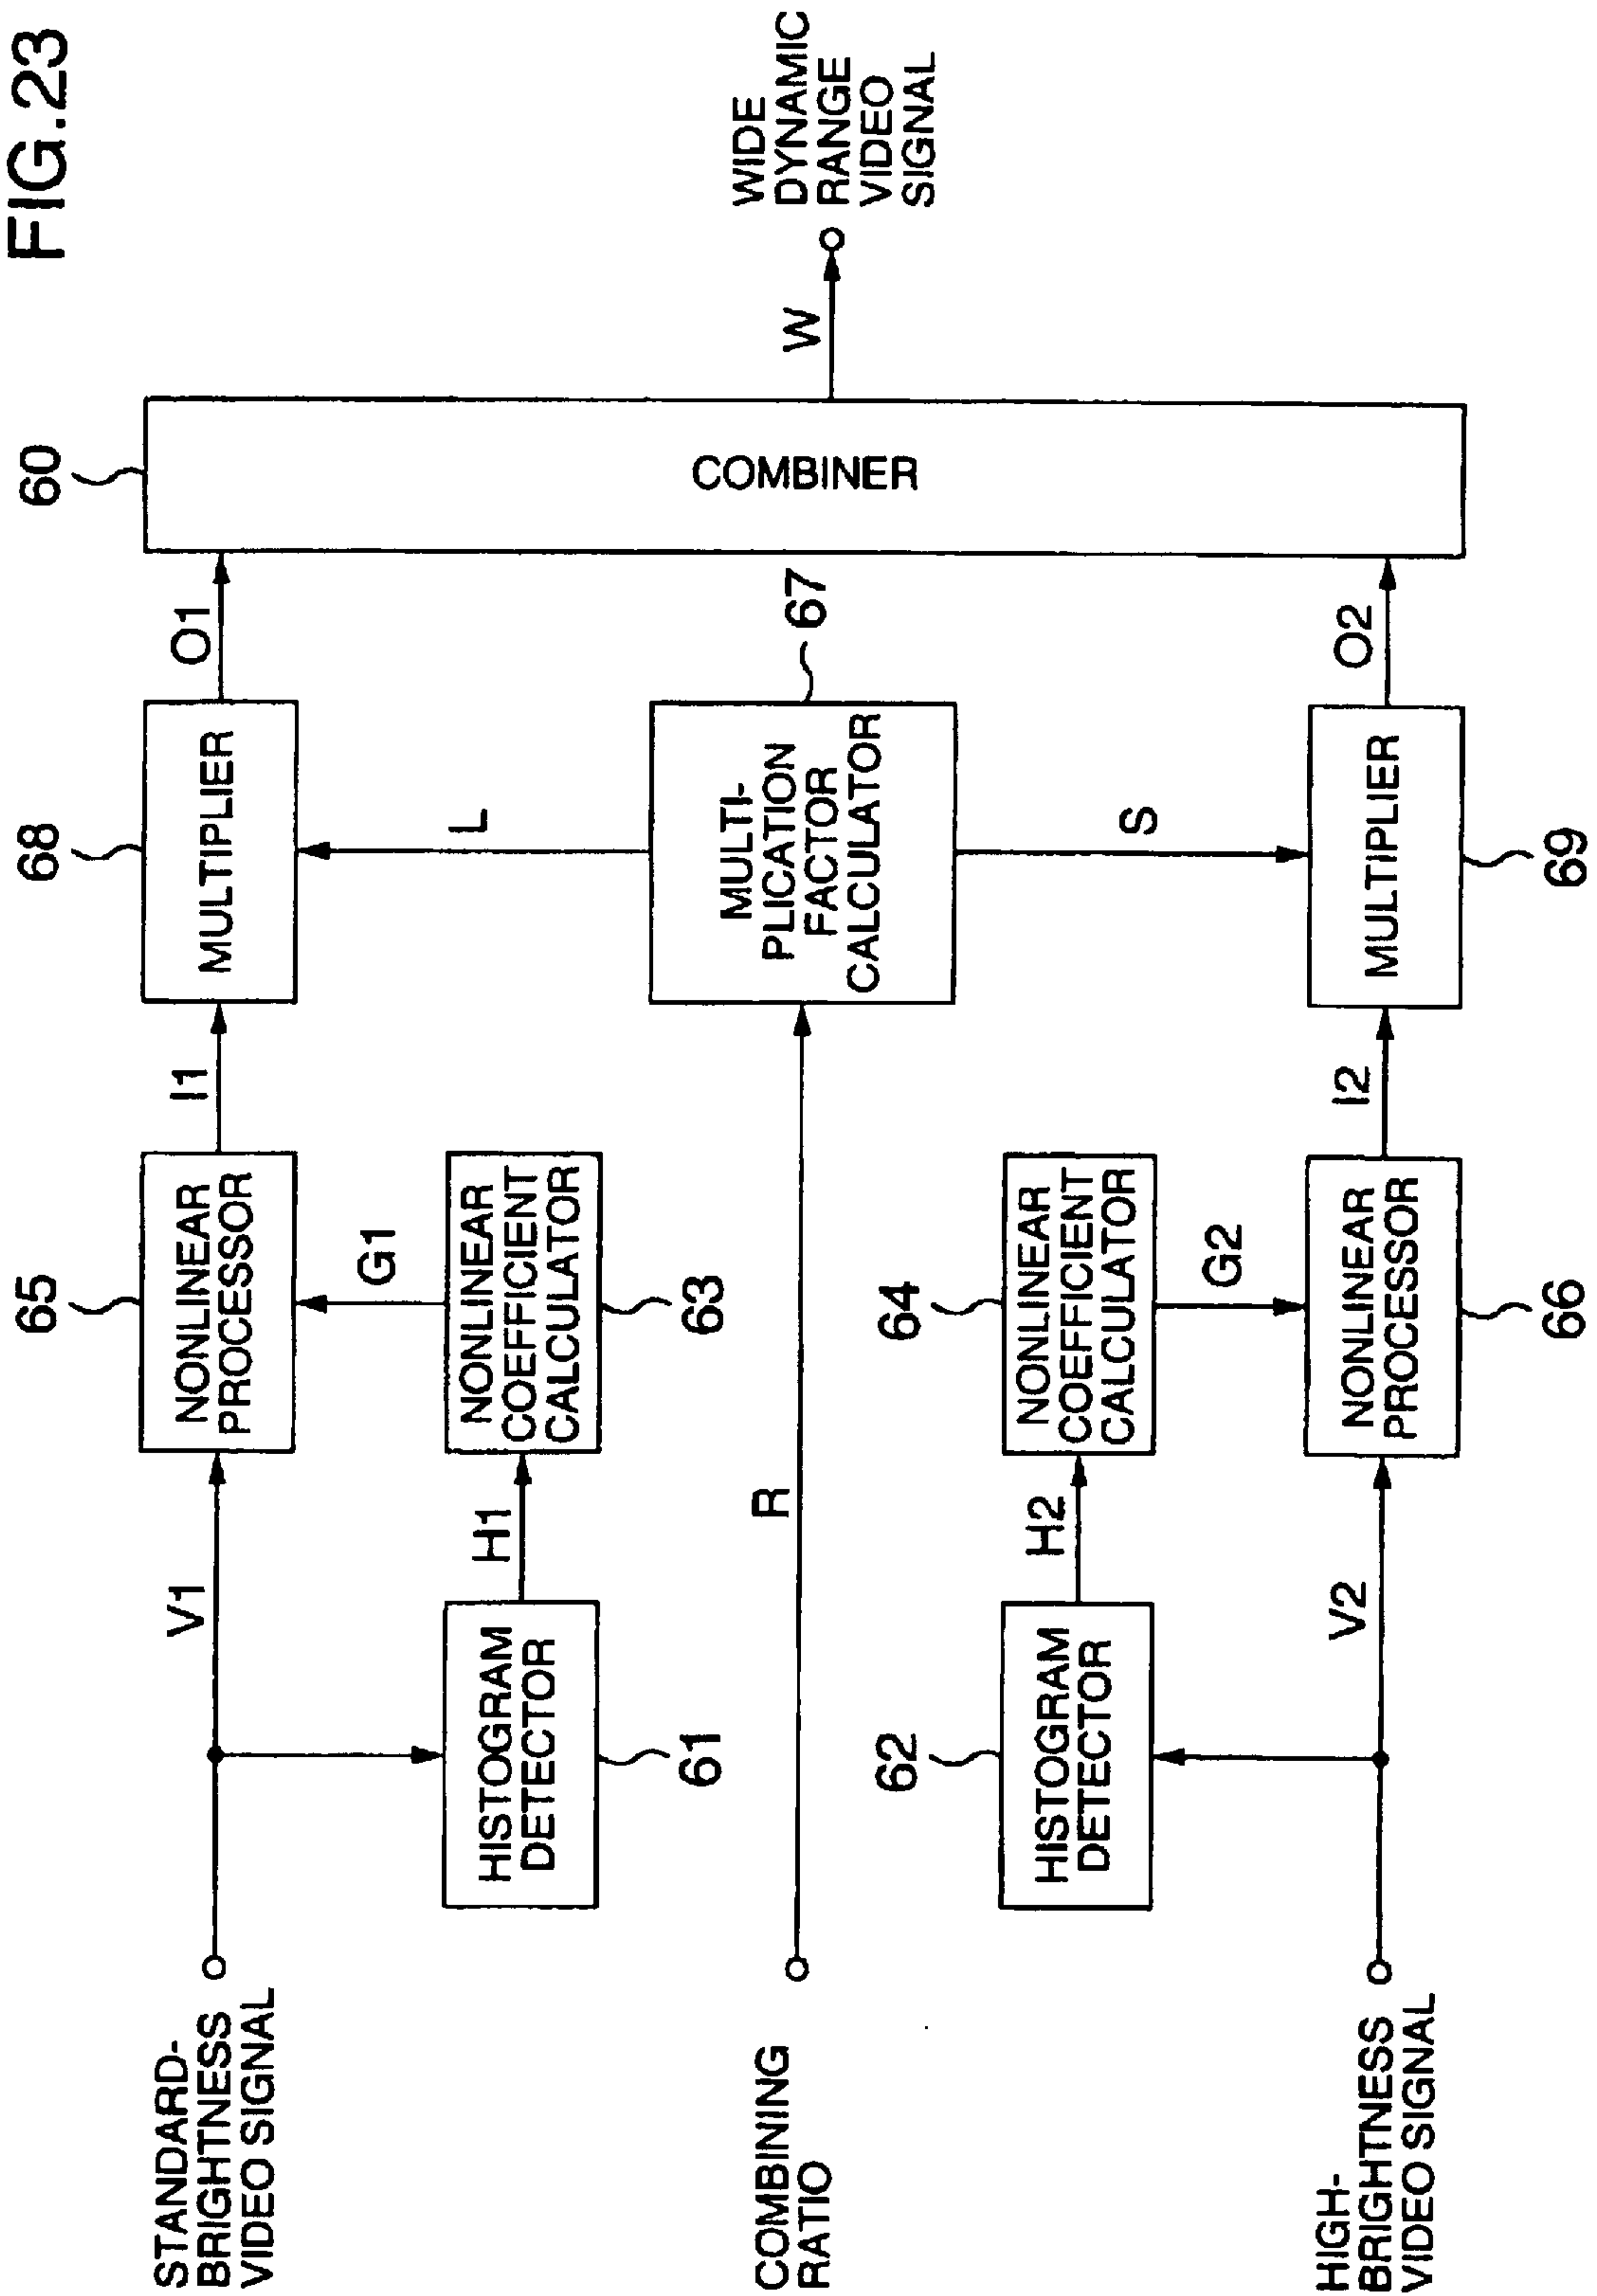 FIG.23
STANDARD-
BRIGHTNESS
VIDEO SIGNAL
V1
65
NONLINEAR
PROCESSOR
I1
68
MULTIPLIER
O1
60
COMBINER
W
WIDE
DYNAMIC
RANGE
VIDEO
SIGNAL
HISTOGRAM
DETECTOR
61
H1
NONLINEAR
COEFFICIENT
CALCULATOR
63
G1
L
COMBINING
RATIO
R
MULTI-
PLICATION
FACTOR
CALCULATOR
67
62
HISTOGRAM
DETECTOR
H2
64
NONLINEAR
COEFFICIENT
CALCULATOR
G2
S
HIGH-
BRIGHTNESS
VIDEO SIGNAL
V2
NONLINEAR
PROCESSOR
66
I2
MULTIPLIER
69
O2